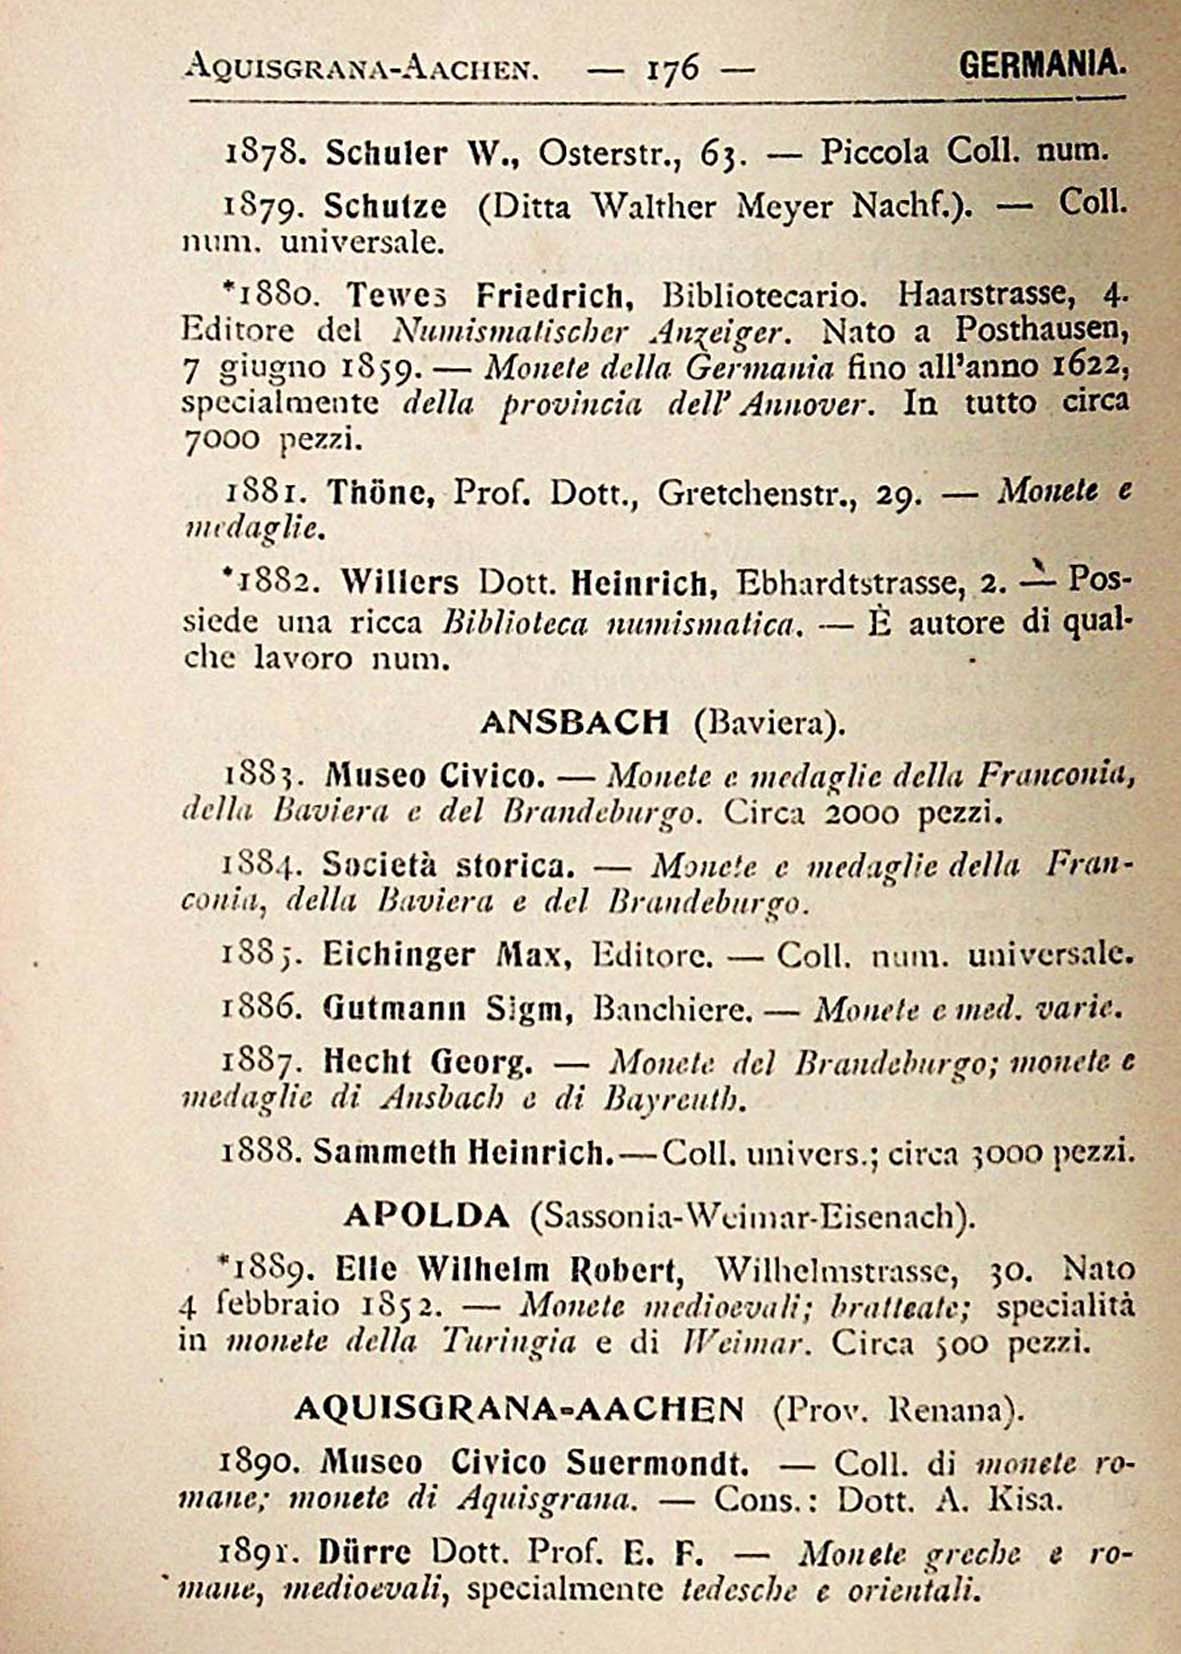 Aquisgrana-Aachen. — 176 — GERMANIA.
1878. Schuler W., Osterstr., 63. — Piccola Coll. num.
1879. Schutze (Ditta Walther Meyer Nachf.). — Coll.
num. universale.
*1880. Tewes Friedrich, Bibliotecario. Haarstrasse, 4.
Editore del Numismatischer Anzeiger. Nato a Posthausen,
7 giugno 1859. — Monete della Germania fino all'anno 1622,
specialmente della provincia dell' Annover. In tutto circa
7000 pezzi.
1881. Thöne, Prof. Dott., Gretchenstr., 29. — Monete e
medaglie.
*1882. Willers Dott. Heinrich, Ebhardtstrasse, 2. — Pos-
siede una ricca Biblioteca numismatica. — È autore di qual-
che lavoro num.
ANSBACH (Baviera).
1883. Museo Civico. — Monete e medaglie della Franconia,
della Baviera e del Brandeburgo. Circa 2000 pezzi.
1884. Società storica. — Monete e medaglie della Fran-
conia, della Baviera e del Brandeburgo.
1885. Eichinger Max, Editore. — Coll. num. universale.
1886. Gutmann Sigm, Banchiere. — Monete e med. varie.
1887. Hecht Georg. — Monete del Brandeburgo; monete e
medaglie di Ansbach e di Bayreuth.
1888. Sammeth Heinrich. — Coll. univers.; circa 3000 pezzi.
APOLDA (Sassonia-Weimar-Eisenach).
*1889. Elle Wilhelm Robert, Wilhelmstrasse, 30. Nato
4 febbraio 1852. — Monete medioevali; bratteate; specialità
in monete della Turingia e di Weimar. Circa 500 pezzi.
AQUISGRANA-AACHEN (Prov. Renana).
1890. Museo Civico Suermondt. — Coll. di monete ro-
mane; monete di Aquisgrana. — Cons.: Dott. A. Kisa.
1891. Dürre Dott. Prof. E. F. — Monete greche e ro-
mane, medioevali, specialmente tedesche e orientali.